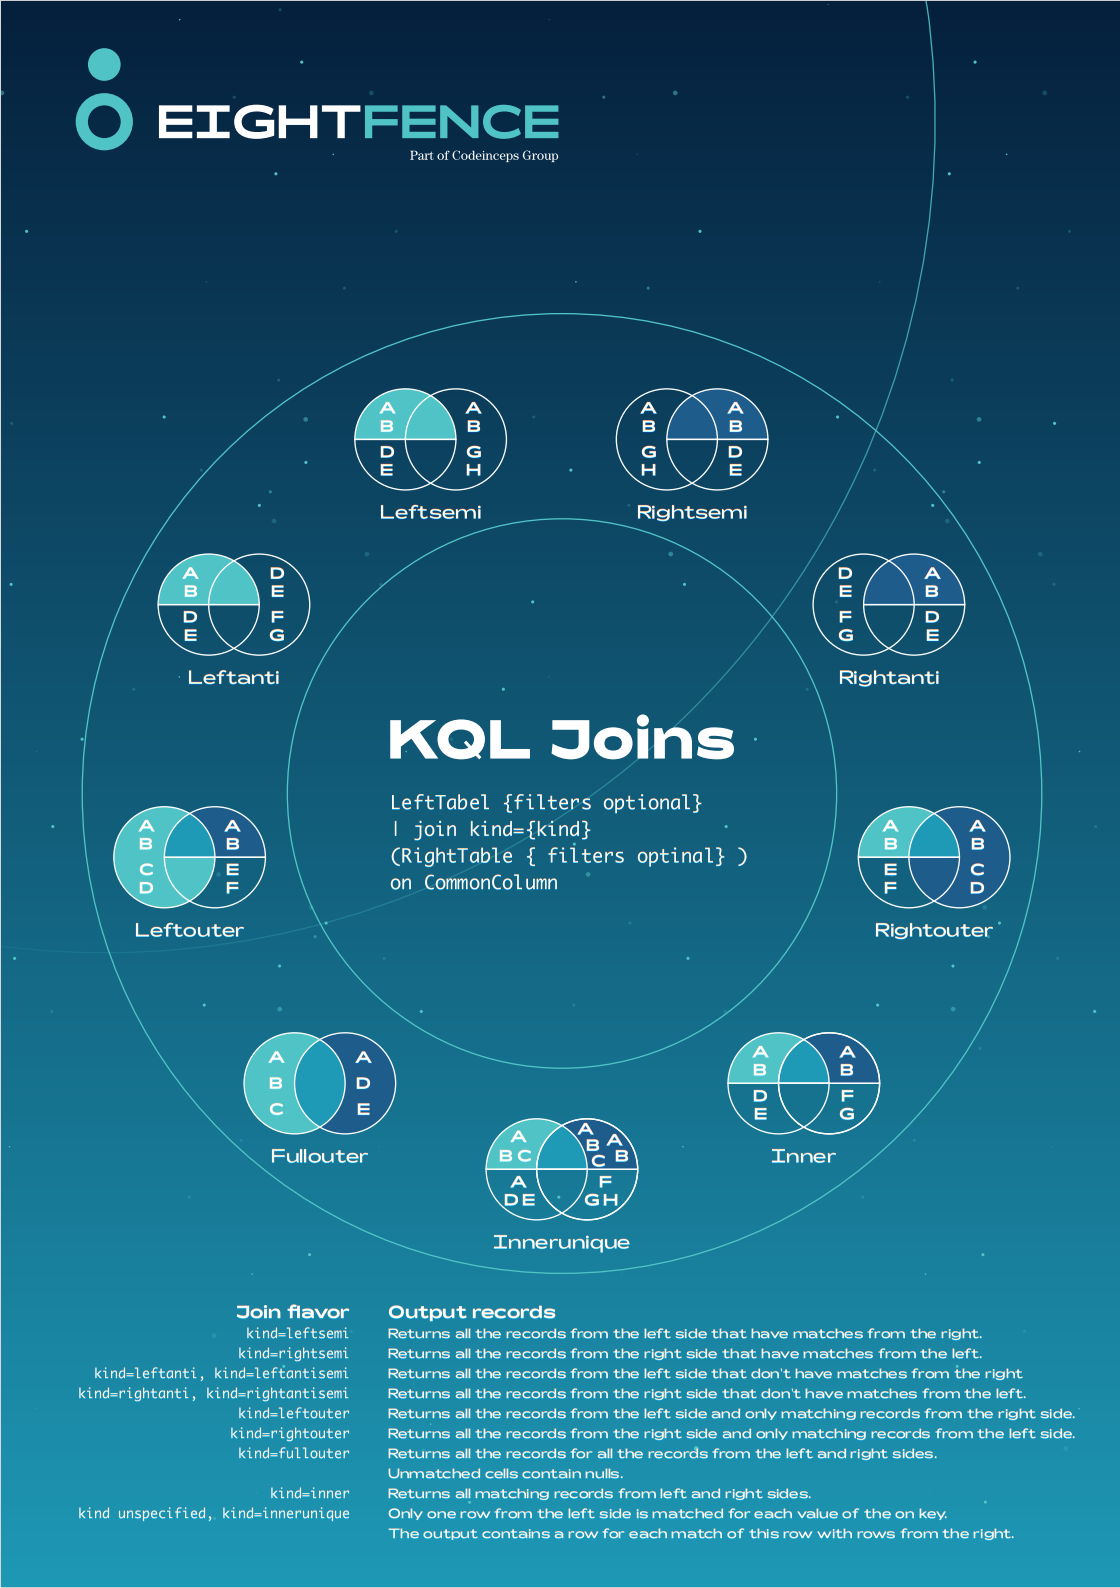 EIGHTFENCE
Part of Codeinceps Group
A A
B B
D G
E H
Leftsemi
A A
B B
G D
H E
Rightsemi
A D
B E
D F
E G
Leftanti
D A
E B
F D
G E
Rightanti
KQL Joins
LeftTabel {filters optional}
| join kind={kind}
(RightTable { filters optinal} )
on CommonColumn
A A
B B
C E
D F
Leftouter
A A
B B
E C
F D
Rightouter
A A
B D
C E
Fullouter
A A
B B
D F
E G
Inner
A A
B C B A
C B
A F
D E G H
Innerunique
Join flavor Output records
kind=leftsemi Returns all the records from the left side that have matches from the right.
kind=rightsemi Returns all the records from the right side that have matches from the left.
kind=leftanti, kind=leftantisemi Returns all the records from the left side that don't have matches from the right
kind=rightanti, kind=rightantisemi Returns all the records from the right side that don't have matches from the left.
kind=leftouter Returns all the records from the left side and only matching records from the right side.
kind=rightouter Returns all the records from the right side and only matching records from the left side.
kind=fullouter Returns all the records for all the records from the left and right sides.
Unmatched cells contain nulls.
kind=inner Returns all matching records from left and right sides.
kind unspecified, kind=innerunique Only one row from the left side is matched for each value of the on key.
The output contains a row for each match of this row with rows from the right.